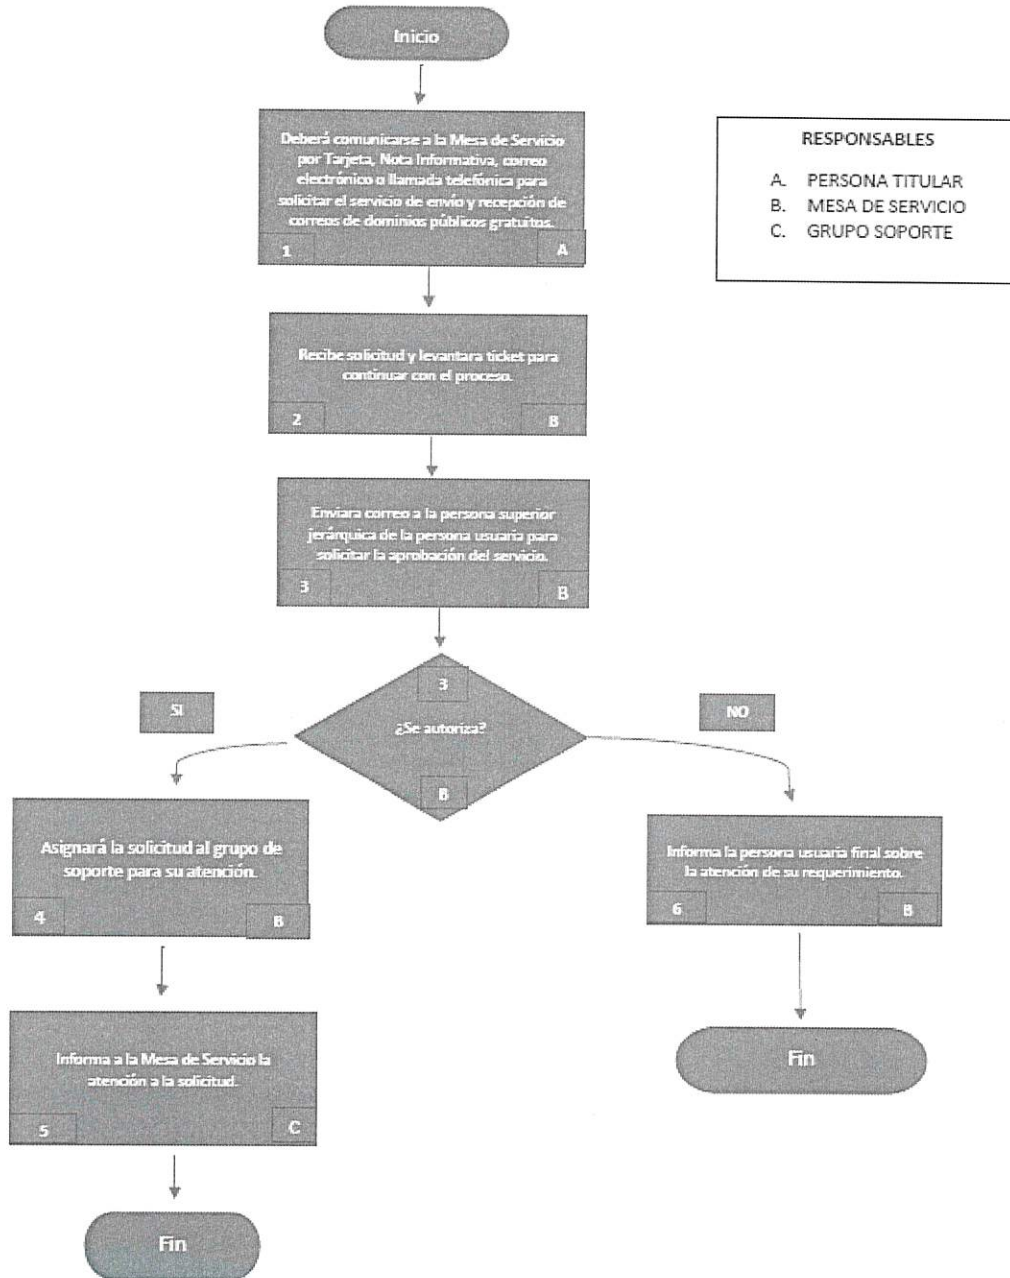 Inicio
Deberá comunicarse a la Mesa de Servicio
por Tarjeta, Nota Informativa, correo
electrónico o llamada telefónica para
solicitar el servicio de envío y recepción de
correos de dominios públicos gratuitos.
1
A
RESPONSABLES
A. PERSONA TITULAR
B. MESA DE SERVICIO
C. GRUPO SOPORTE
Recibe solicitud y levantara ticket para
continuar con el proceso.
2
B
Enviara correo a la persona superior
jerárquica de la persona usuaria para
solicitar la aprobación del servicio.
3
B
3
¿Se autoriza?
B
SI
NO
Asignará la solicitud al grupo de
soporte para su atención.
4
B
Informa la persona usuaria final sobre
la atención de su requerimiento.
6
B
Informa a la Mesa de Servicio la
atención a la solicitud.
5
C
Fin
Fin